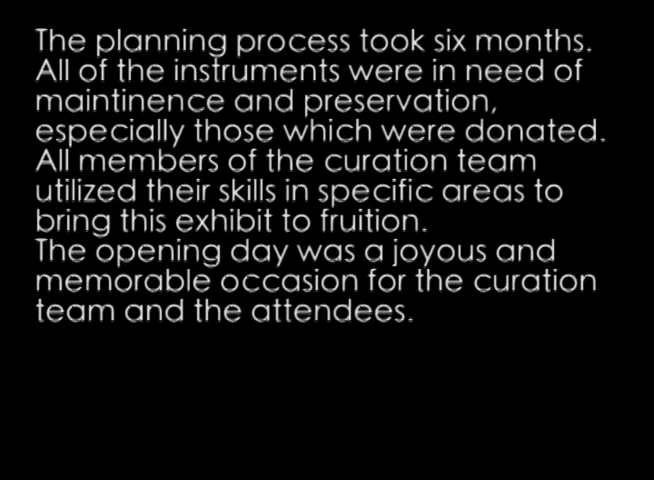 The planning process took six months.
All of the instruments were in need of
maintinence and preservation,
especially those which were donated.
All members of the curation team
utilized their skills in specific areas to
bring this exhibit to fruition.
The opening day was a joyous and
memorable occasion for the curation
team and the attendees.